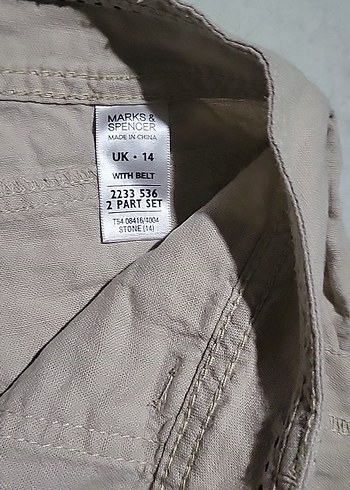 MARKS &
SPENCER
MADE IN CHINA
UK • 14
WITH BELT
2233 536
2 PART SET
T54 08416/4004
STONE (14)